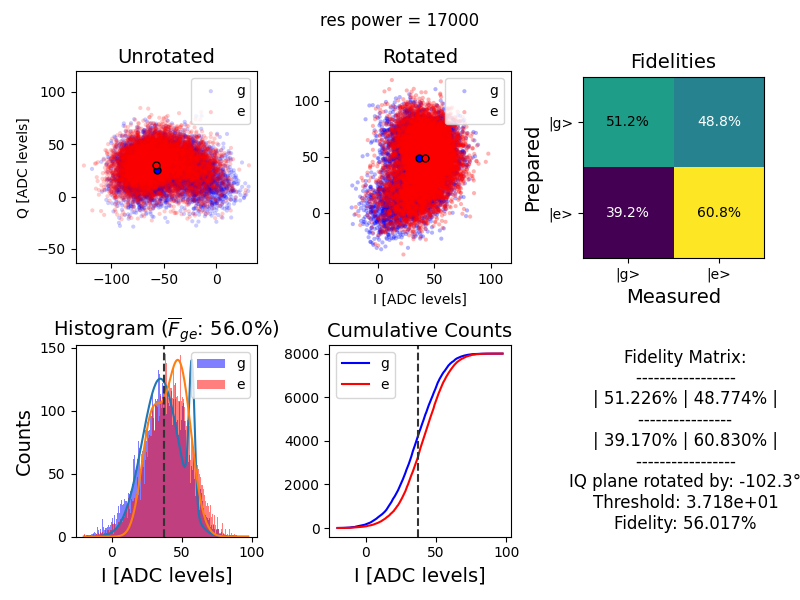 res power = 17000
Unrotated
Rotated
Fidelities
g
e
g
e
100
50
0
−50
Q [ADC levels]
−100
−50
0
100
50
0
0
50
100
I [ADC levels]
|g>
|e>
Prepared
51.2%
48.8%
39.2%
60.8%
|g>
|e>
Measured
Histogram (F̅ge: 56.0%)
Cumulative Counts
g
e
g
e
150
100
50
0
Counts
0
50
100
I [ADC levels]
8000
6000
4000
2000
0
0
50
100
I [ADC levels]
Fidelity Matrix:
-----------------
| 51.226% | 48.774% |
----------------
| 39.170% | 60.830% |
-----------------
IQ plane rotated by: -102.3°
Threshold: 3.718e+01
Fidelity: 56.017%